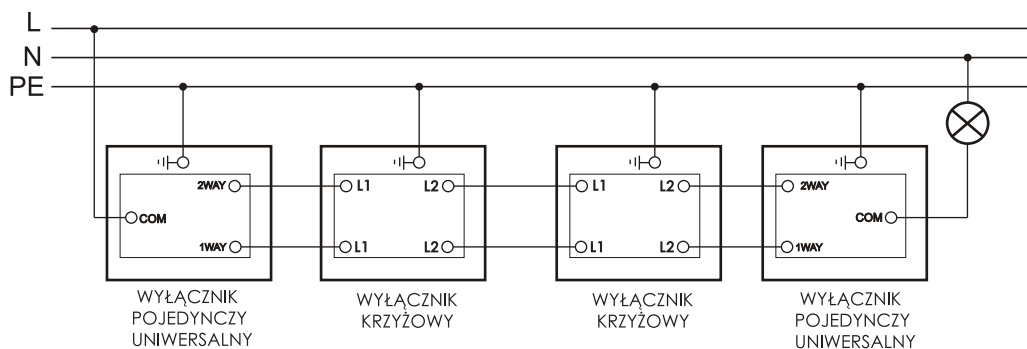 L
N
PE
2WAY
COM
1WAY
L1 L2
L1 L2
L1 L2
L1 L2
2WAY
COM
1WAY
WYŁĄCZNIK
POJEDYNCZY
UNIWERSALNY
WYŁĄCZNIK
KRZYŻOWY
WYŁĄCZNIK
KRZYŻOWY
WYŁĄCZNIK
POJEDYNCZY
UNIWERSALNY